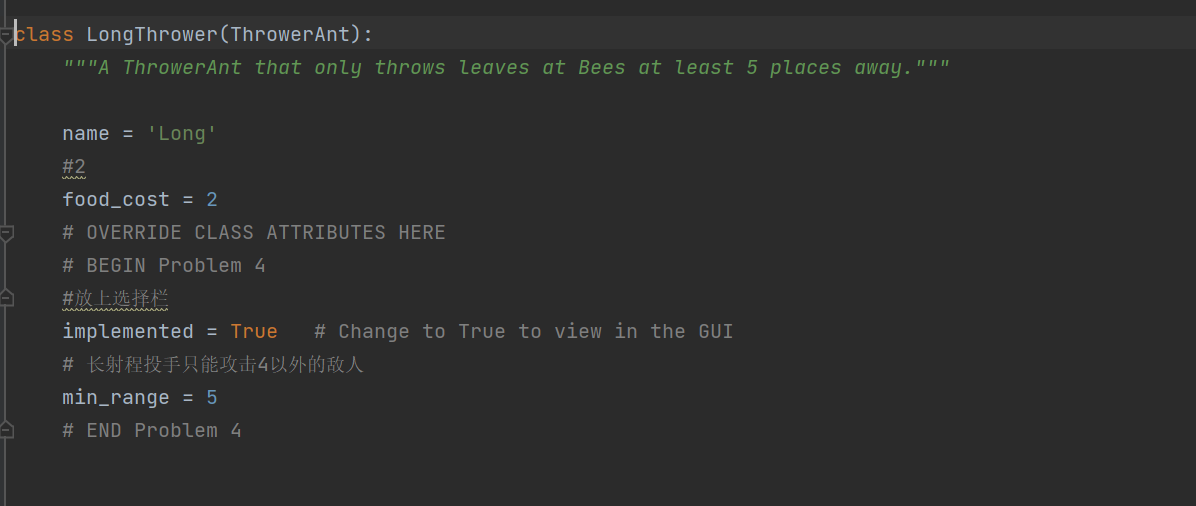 class LongThrower(ThrowerAnt):
    """A ThrowerAnt that only throws leaves at Bees at least 5 places away."""
    name = 'Long'
    #2
    food_cost = 2
    # OVERRIDE CLASS ATTRIBUTES HERE
    # BEGIN Problem 4
    #放上选择栏
    implemented = True   # Change to True to view in the GUI
    # 长射程投手只能攻击4以外的敌人
    min_range = 5
    # END Problem 4